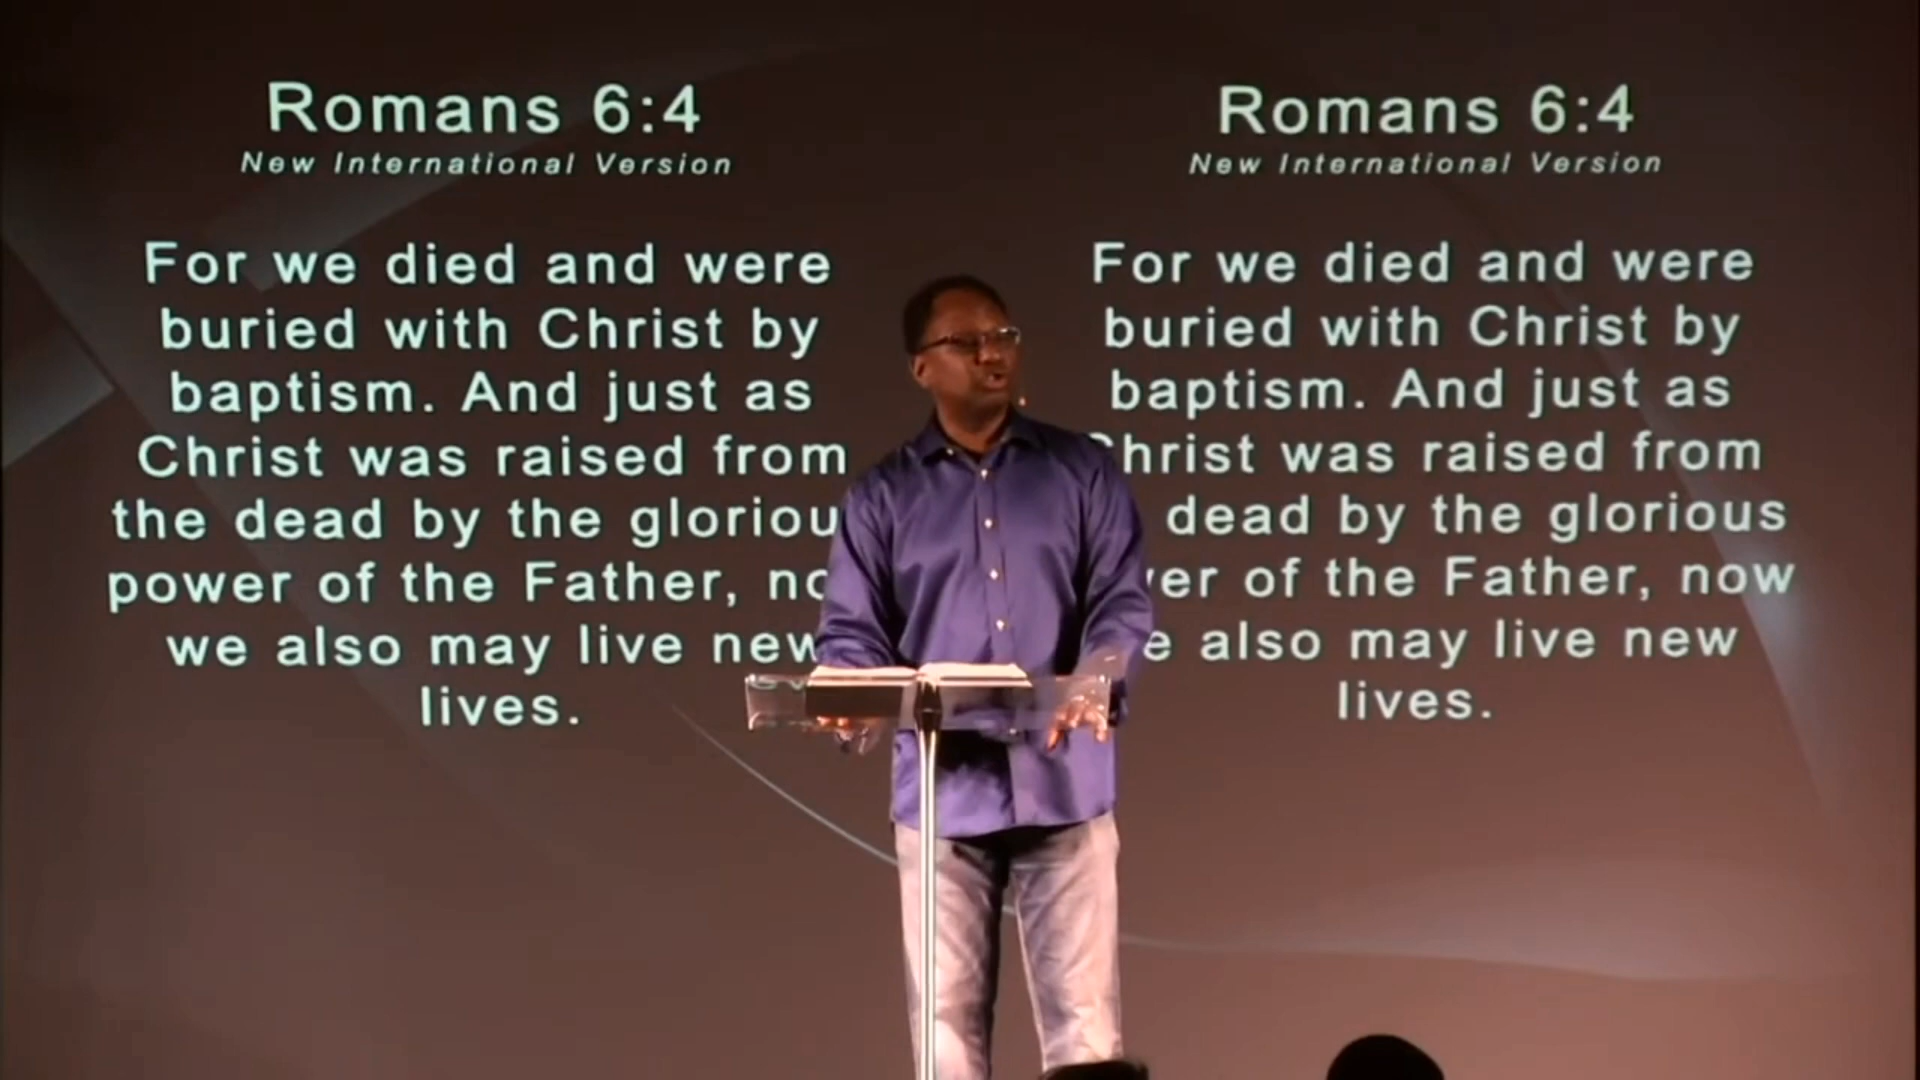 Romans 6:4
New International Version
For we died and were
buried with Christ by
baptism. And just as
Christ was raised from
the dead by the
power of the Father,
we also may live new
lives.
Romans 6:4
New International Version
For we died and were
buried with Christ by
baptism. And just as
was raised from
dead by the glorious
of the Father, now
also may live new
lives.